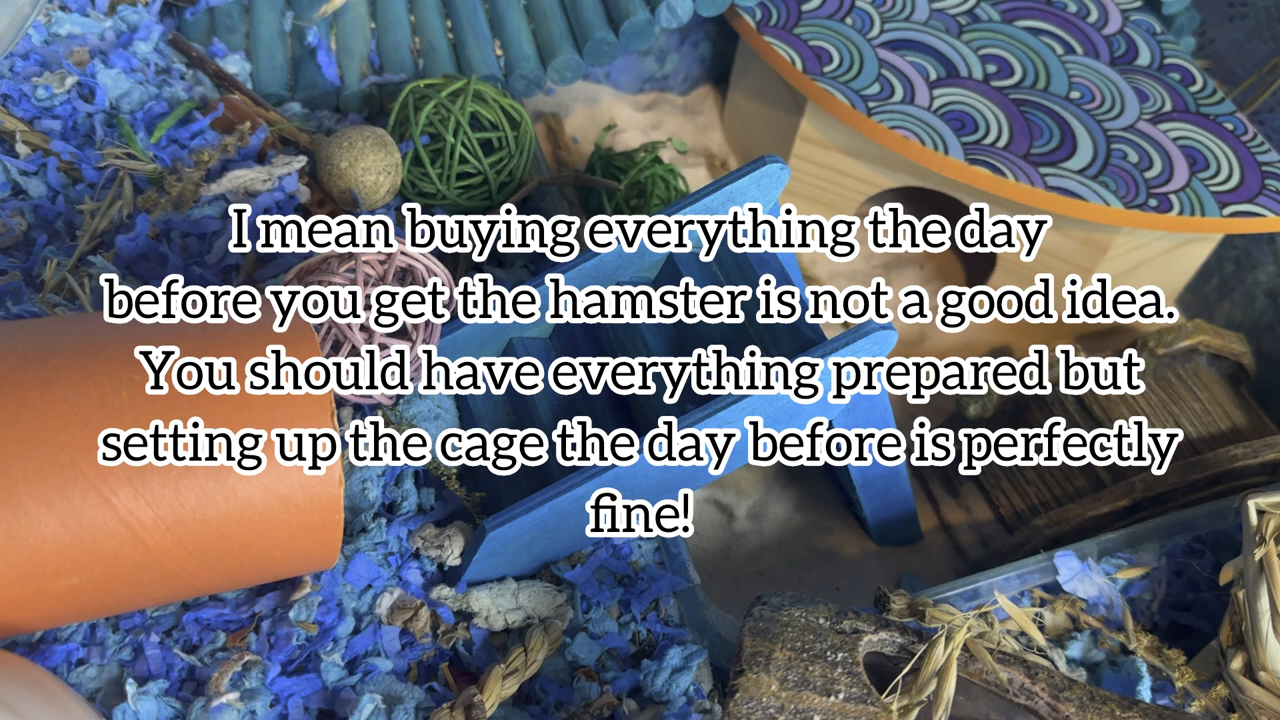 I mean buying everything the day
before you get the hamster is not a good idea.
You should have everything prepared but
setting up the cage the day before is perfectly
fine!